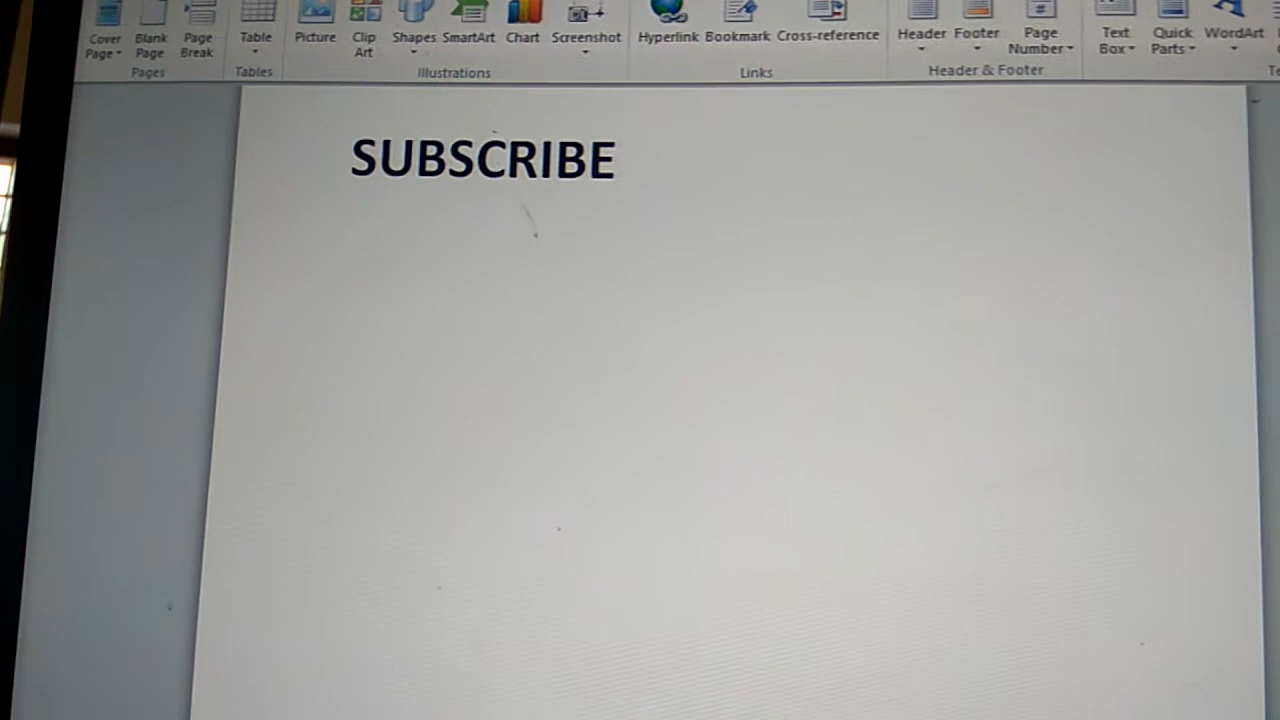 Cover Page
Blank Page
Page Break
Table
Picture
Clip Art
Shapes
SmartArt
Chart
Screenshot
Hyperlink
Bookmark
Cross-reference
Header
Footer
Page Number
Text Box
Quick Parts
WordArt
Pages
Tables
Illustrations
Links
Header & Footer
SUBSCRIBE